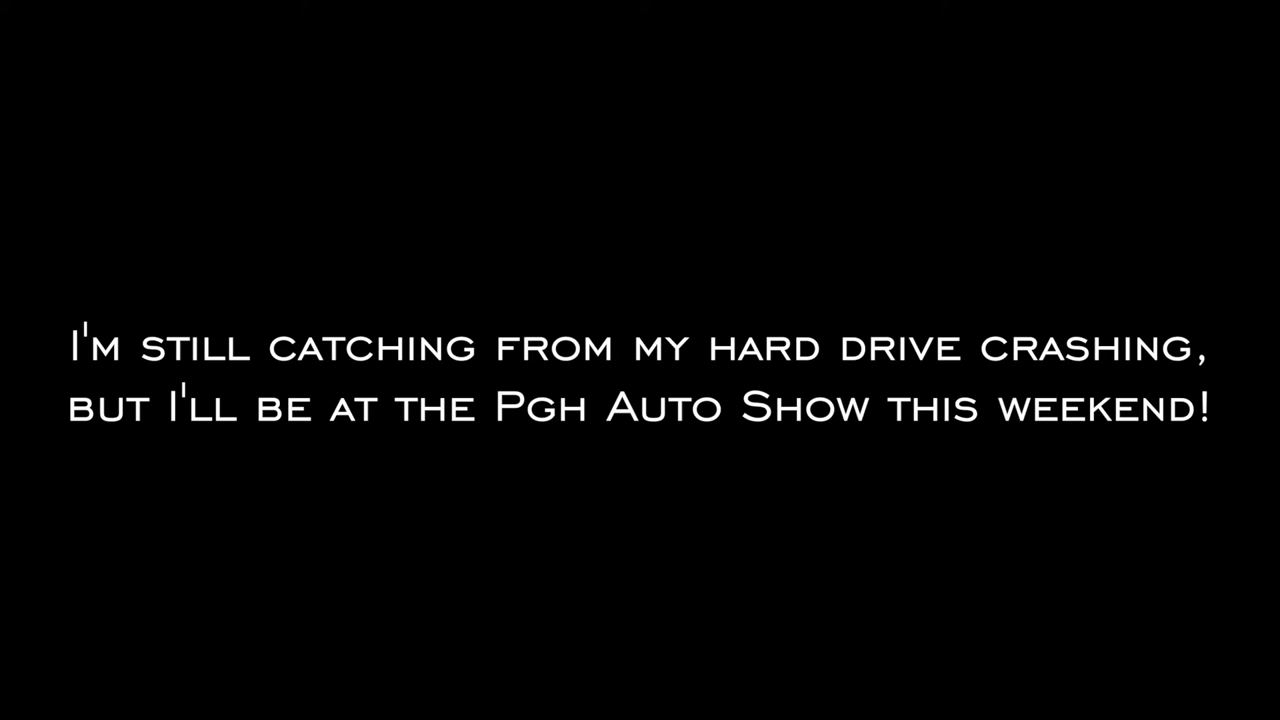 I'm still catching from my hard drive crashing,
but I'll be at the Pgh Auto Show this weekend!